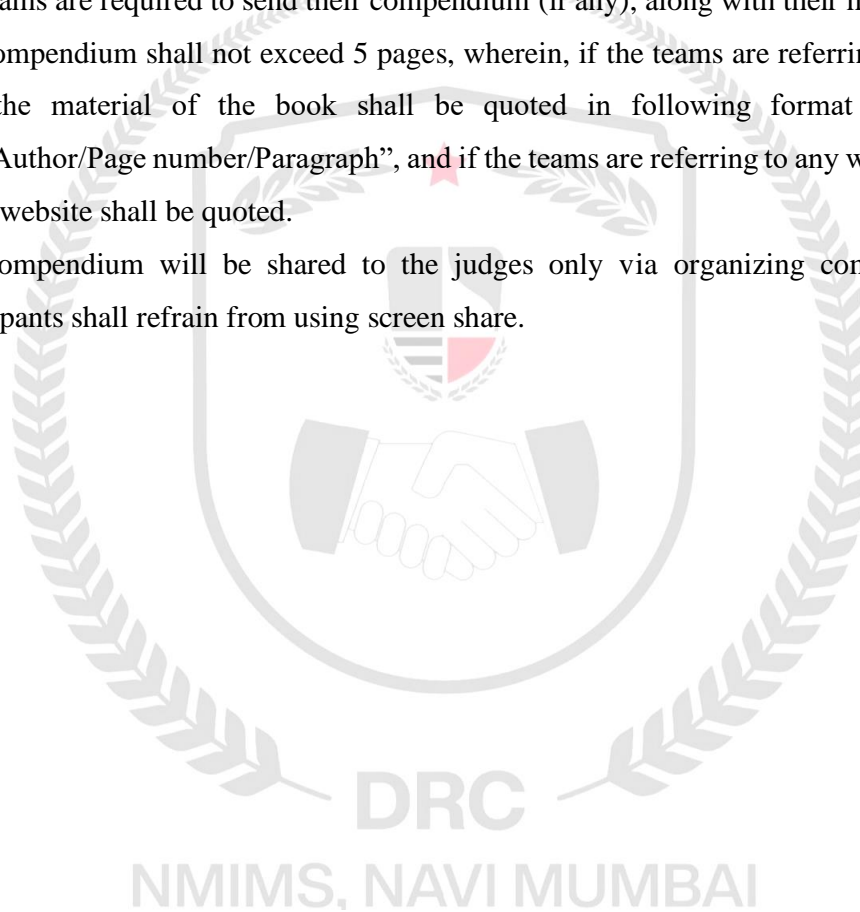 ams are required to send their compendium (if any), along with their
ompendium shall not exceed 5 pages, wherein, if the teams are
the material of the book shall be quoted in following format
Author/Page number/Paragraph”, and if the teams are referring to any
website shall be quoted.
ompendium will be shared to the judges only via organizing
pants shall refrain from using screen share.
DRC
NMIMS, NAVI MUMBAI